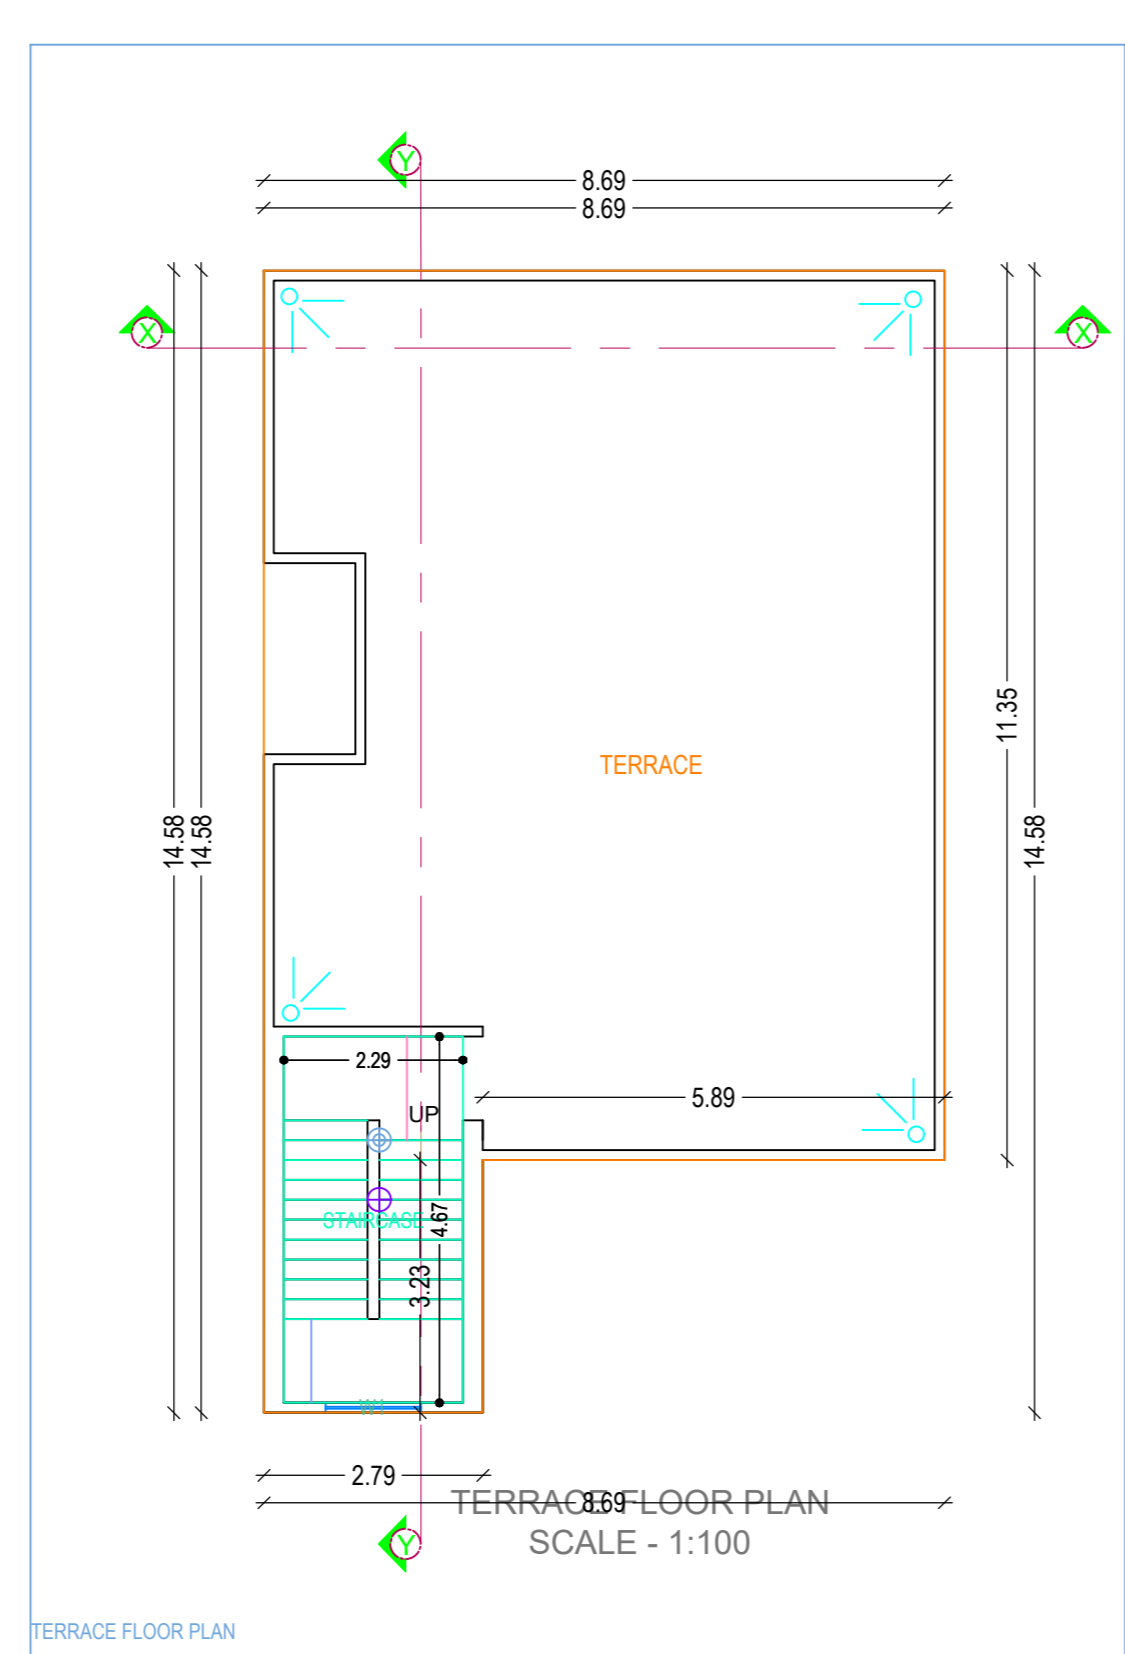 Y
8.69
8.69
X
X
11.35
TERRACE
14.58
14.58
14.58
2.29
5.89
UP
STAIRCASE
4.67
3.23
W1
2.79
8.69
TERRACE FLOOR PLAN
SCALE - 1:100
Y
TERRACE FLOOR PLAN